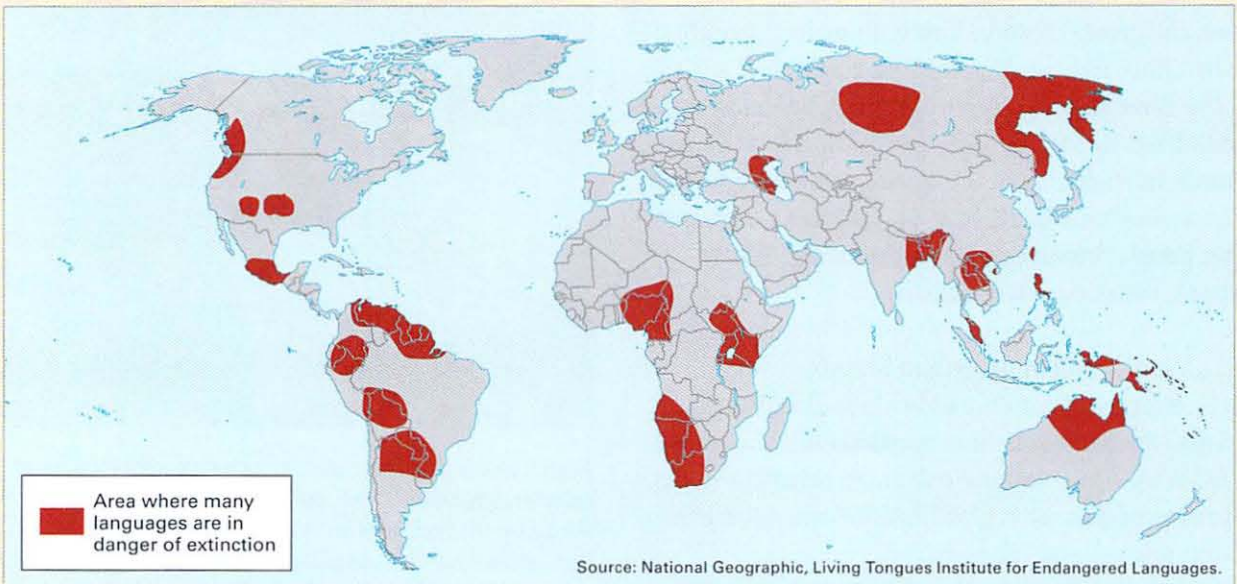 Area where many
languages are in
danger of extinction
Source: National Geographic, Living Tongues Institute for Endangered Languages.